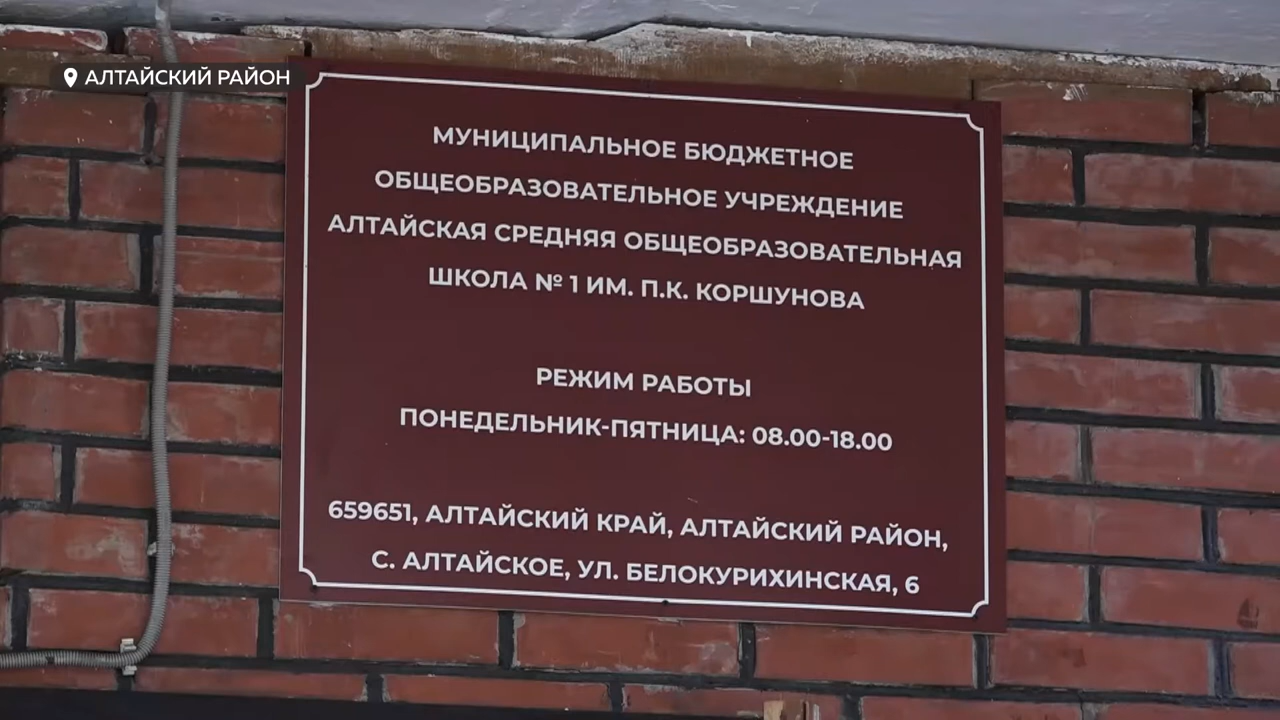 АЛТАЙСКИЙ РАЙОН
МУНИЦИПАЛЬНОЕ БЮДЖЕТНОЕ
ОБЩЕОБРАЗОВАТЕЛЬНОЕ УЧРЕЖДЕНИЕ
АЛТАЙСКАЯ СРЕДНЯЯ ОБЩЕОБРАЗОВАТЕЛЬНАЯ
ШКОЛА № 1 ИМ. П.К. КОРШУНОВА
РЕЖИМ РАБОТЫ
ПОНЕДЕЛЬНИК-ПЯТНИЦА: 08.00-18.00
659651, АЛТАЙСКИЙ КРАЙ, АЛТАЙСКИЙ РАЙОН,
С. АЛТАЙСКОЕ, УЛ. БЕЛОКУРИХИНСКАЯ, 6